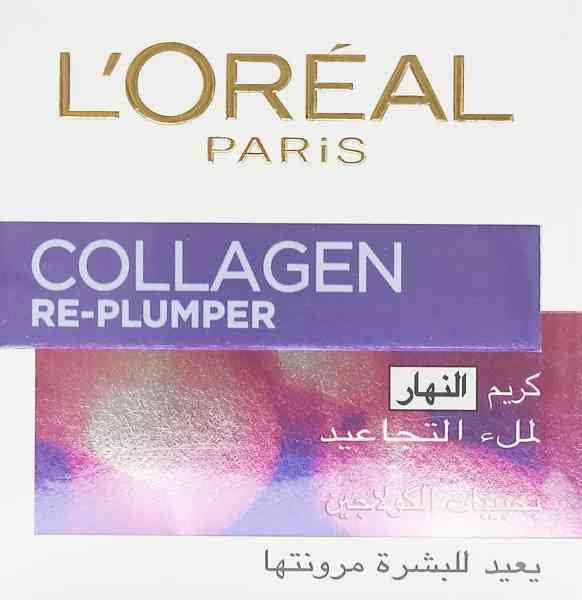 L'ORÉAL
PARiS
COLLAGEN
RE-PLUMPER
كريم النهار
لملء التجاعيد
بحبيبات الكولاجين
يعيد للبشرة مرونتها